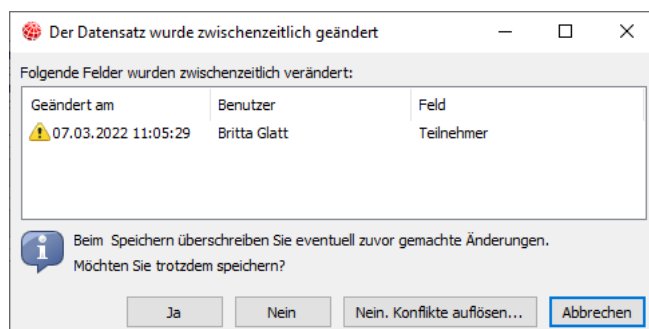 Der Datensatz wurde zwischenzeitlich geändert
Folgende Felder wurden zwischenzeitlich verändert:
Geändert am Benutzer Feld
07.03.2022 11:05:29 Britta Glatt Teilnehmer
Beim Speichern überschreiben Sie eventuell zuvor gemachte Änderungen.
Möchten Sie trotzdem speichern?
Ja Nein Nein. Konflikte auflösen... Abbrechen